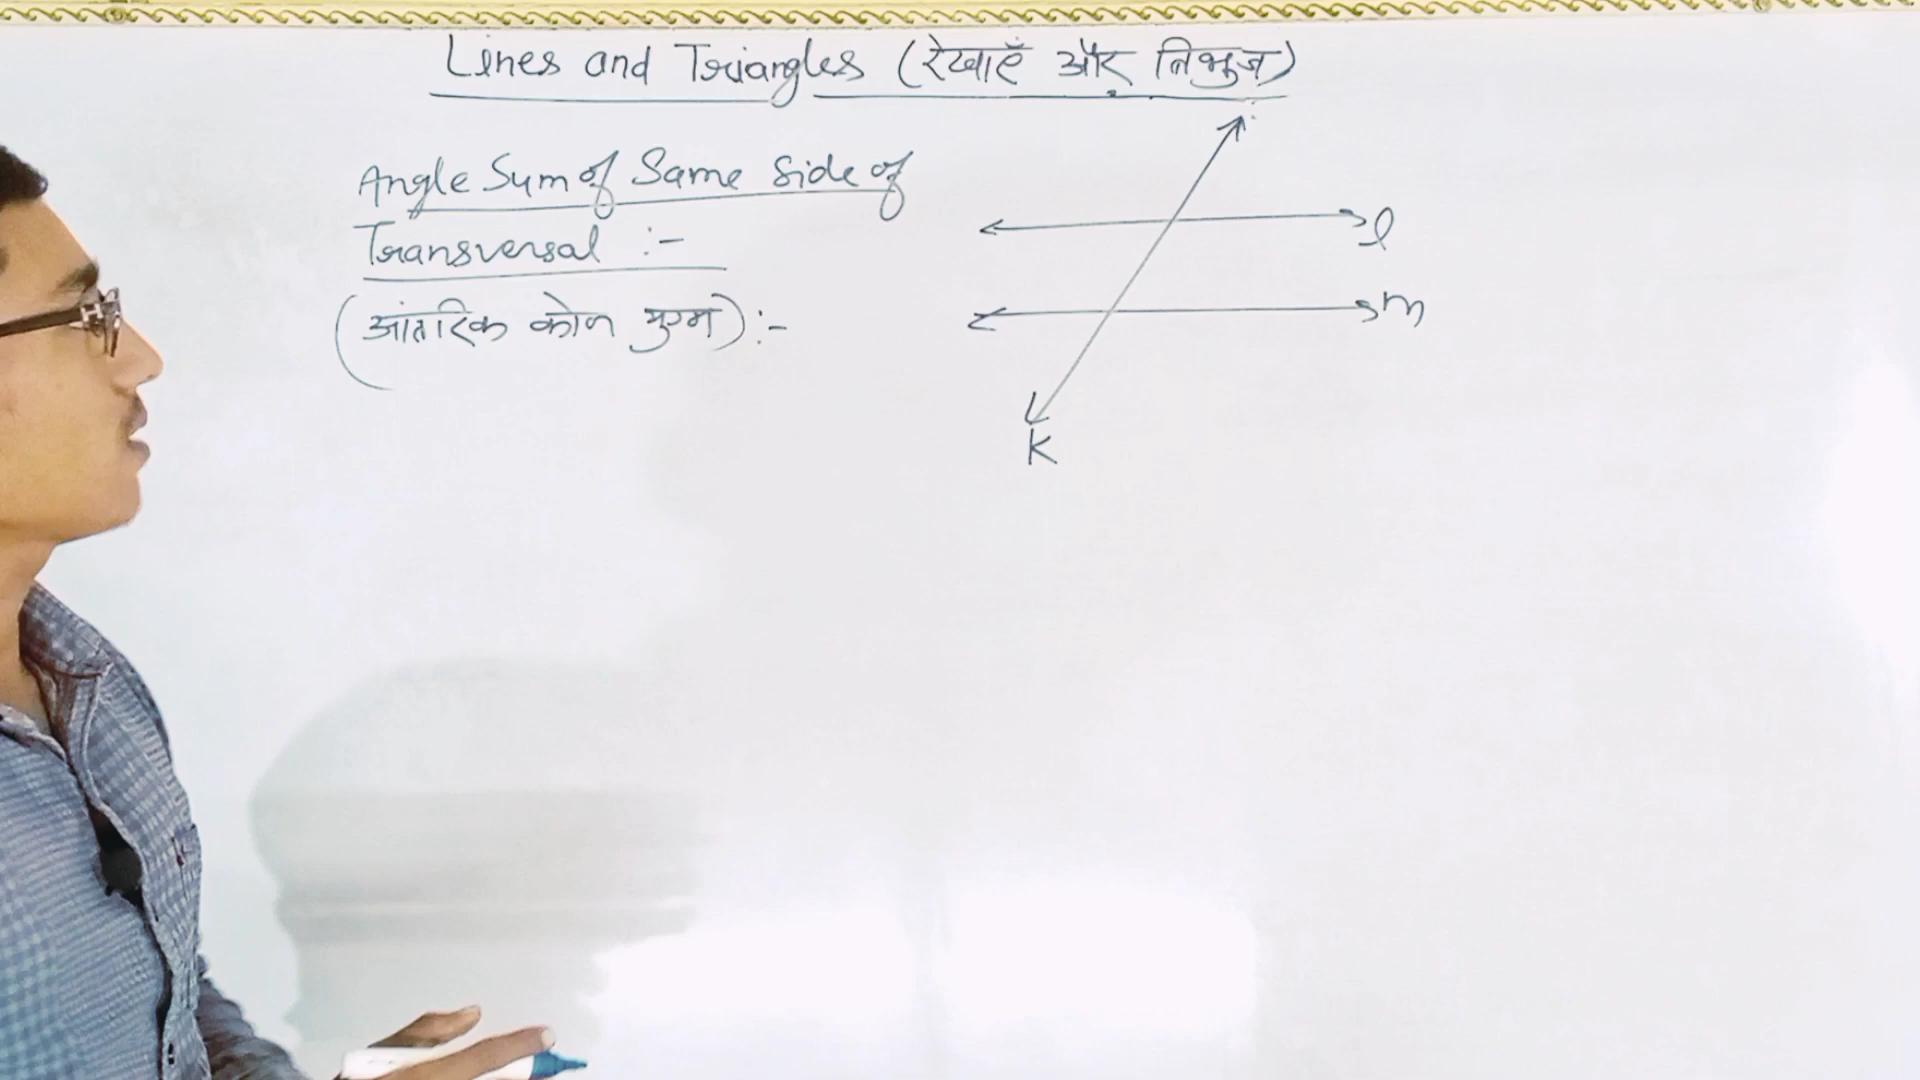 Lines and Triangles (रेखाएँ और त्रिभुज)
Angle Sum of Same Side of
Transversal :-
(आंतरिक कोण युग्म) :-
l
m
K